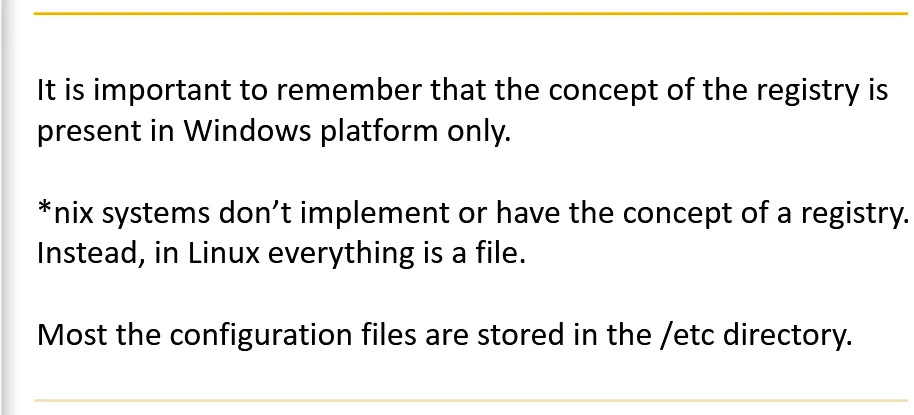 It is important to remember that the concept of the registry is
present in Windows platform only.
*nix systems don’t implement or have the concept of a registry.
Instead, in Linux everything is a file.
Most the configuration files are stored in the /etc directory.